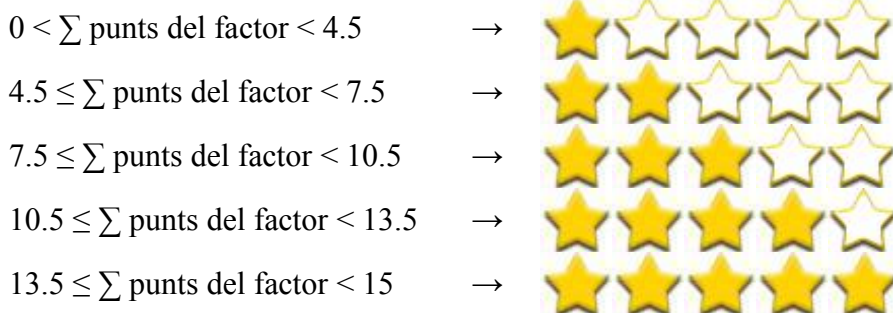 0 < ∑ punts del factor < 4.5 →
4.5 ≤ ∑ punts del factor < 7.5 →
7.5 ≤ ∑ punts del factor < 10.5 →
10.5 ≤ ∑ punts del factor < 13.5 →
13.5 ≤ ∑ punts del factor < 15 →